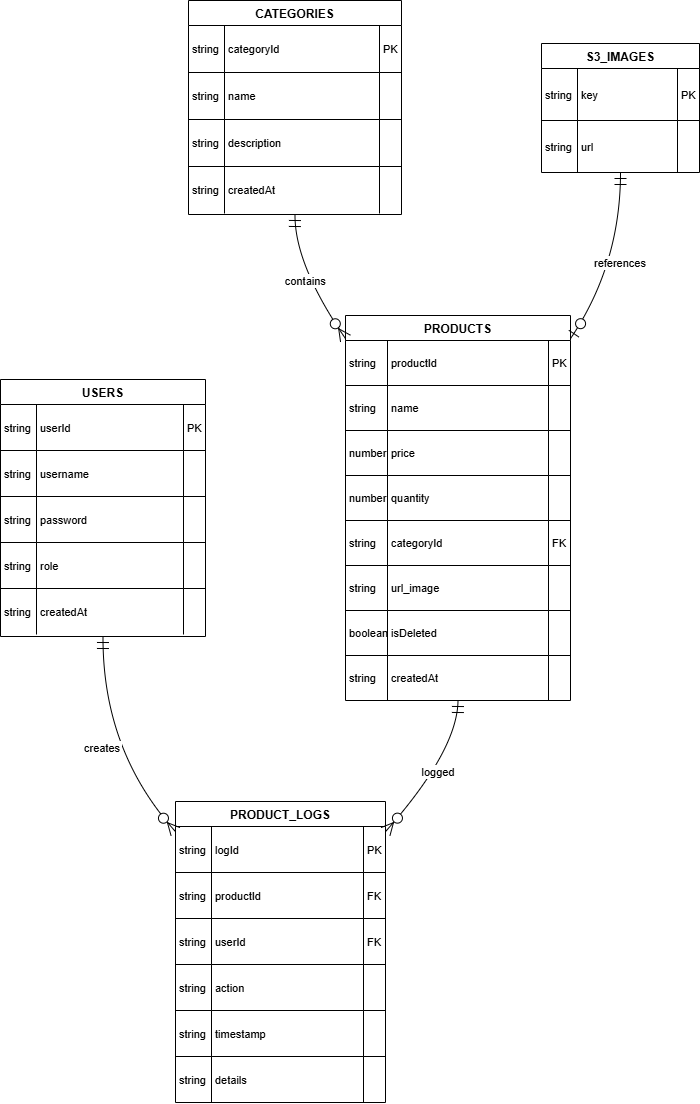 CATEGORIES
string categoryId PK
string name
string description
string createdAt
S3_IMAGES
string key PK
string url
contains
references
PRODUCTS
string productId PK
string name
number price
number quantity
string categoryId FK
string url_image
boolean isDeleted
string createdAt
USERS
string userId PK
string username
string password
string role
string createdAt
creates
logged
PRODUCT_LOGS
string logId PK
string productId FK
string userId FK
string action
string timestamp
string details